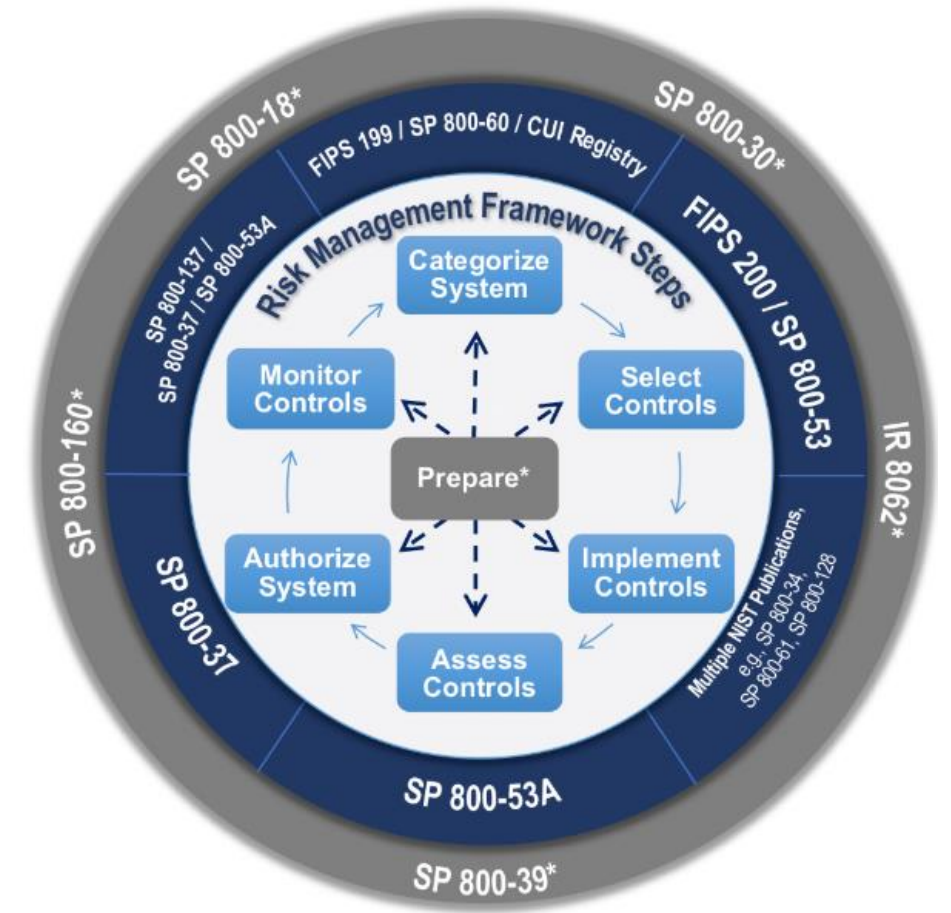 SP 800-18*
SP 800-30*
IR 8062*
SP 800-39*
SP 800-160*
FIPS 199 / SP 800-60 / CUI Registry
FIPS 200 / SP 800-53
Multiple NIST Publications,
e.g., SP 800-34,
SP 800-61, SP 800-128
SP 800-53A
SP 800-37
SP 800-137 /
SP 800-37 / SP 800-53A
Risk Management Framework Steps
Categorize
System
Select
Controls
Implement
Controls
Assess
Controls
Authorize
System
Monitor
Controls
Prepare*